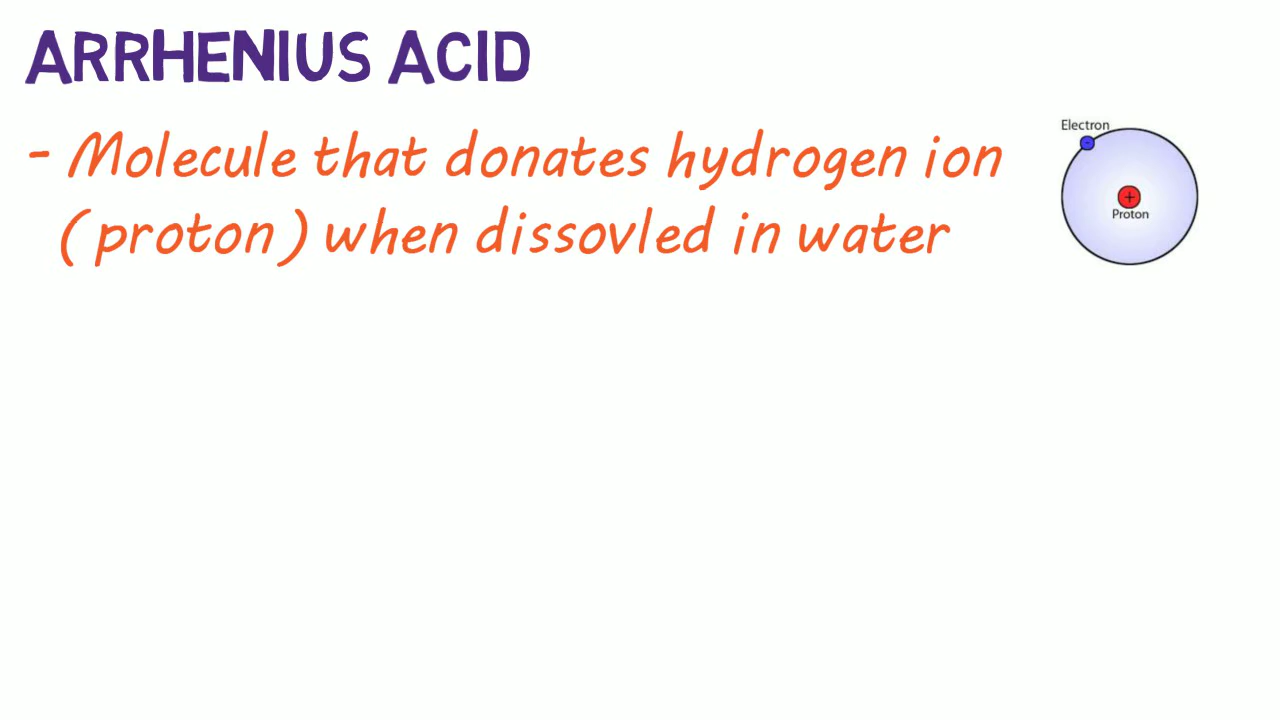 ARRHENIUS ACID
- Molecule that donates hydrogen ion
(proton) when dissovled in water
Electron
+
Proton